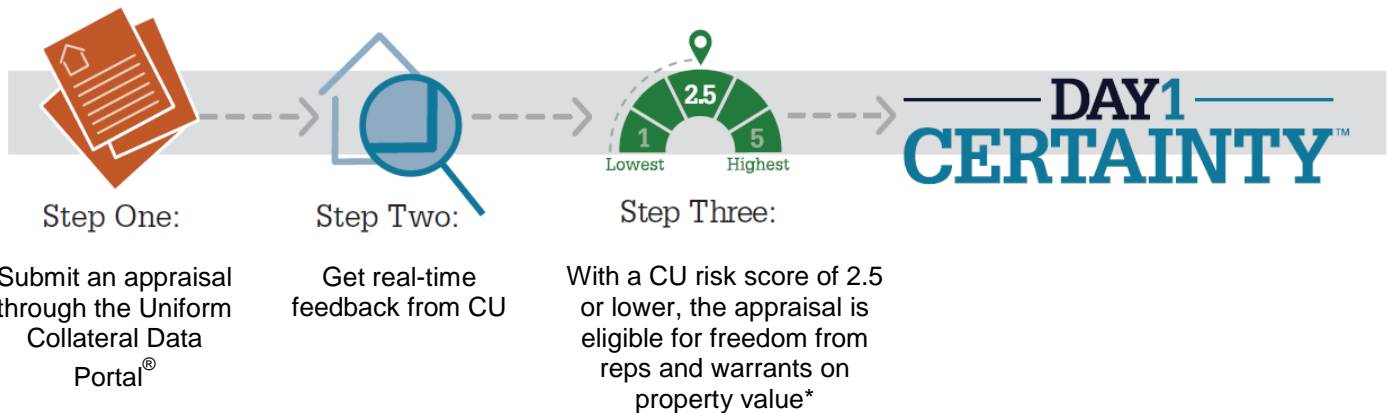 2.5
1
5
Lowest
Highest
DAY1
CERTAINTY™
Step One:
Submit an appraisal
through the Uniform
Collateral Data
Portal®
Step Two:
Get real-time
feedback from CU
Step Three:
With a CU risk score of 2.5
or lower, the appraisal is
eligible for freedom from
reps and warrants on
property value*